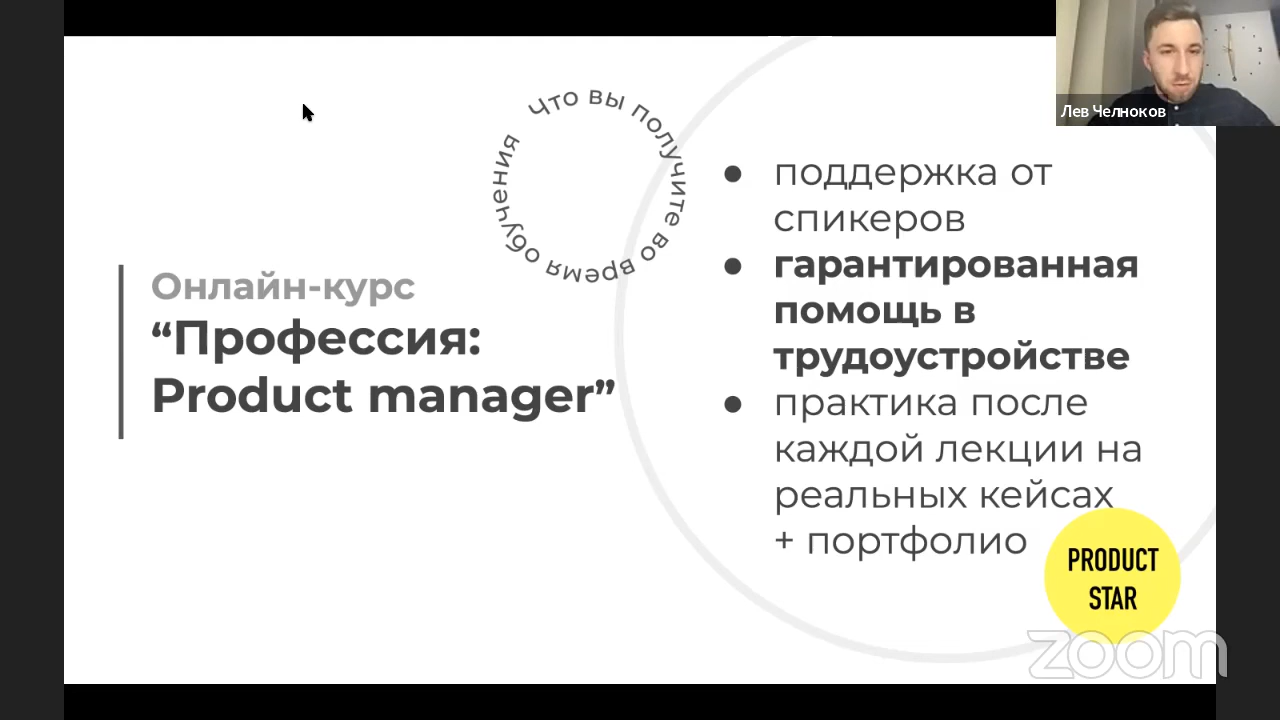 Лев Челноков
Что вы получите во время обучения
Онлайн-курс
“Профессия:
Product manager”
● поддержка от
спикеров
● гарантированная
помощь в
трудоустройстве
● практика после
каждой лекции на
реальных кейсах
+ портфолио
PRODUCT
STAR
zoom